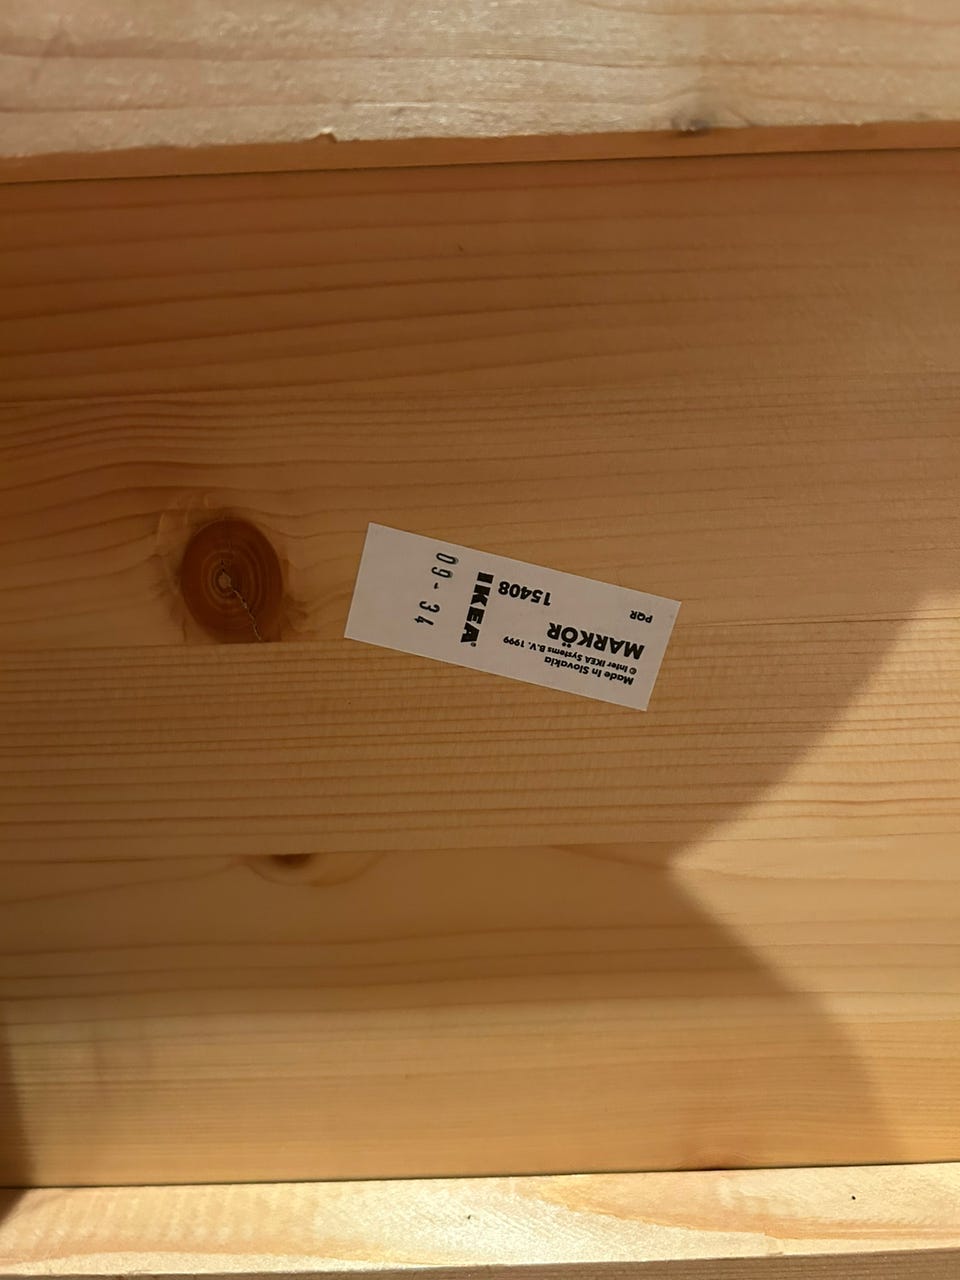 Made in Slovakia
© Inter IKEA Systems B.V. 1999
MARKÖR
PQR
15408
IKEA®
09-34